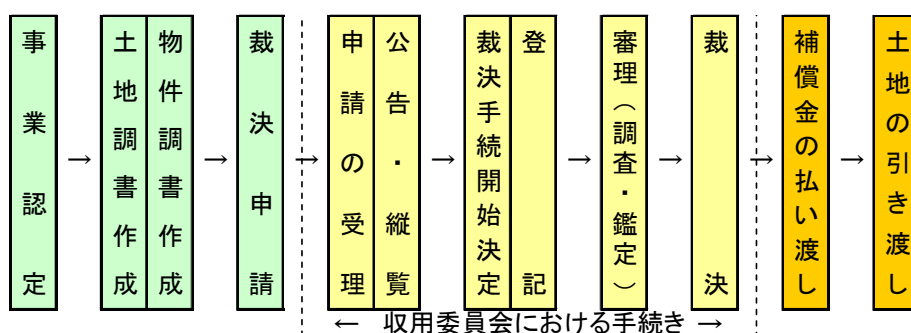 事業認定
→
土地調書作成
物件調書作成
→
裁決申請
→
申請の受理
公告・縦覧
→
裁決手続開始決定
登記
→
審理(調査・鑑定)
→
裁決
→
補償金の払い渡し
→
土地の引き渡し
← 収用委員会における手続き →